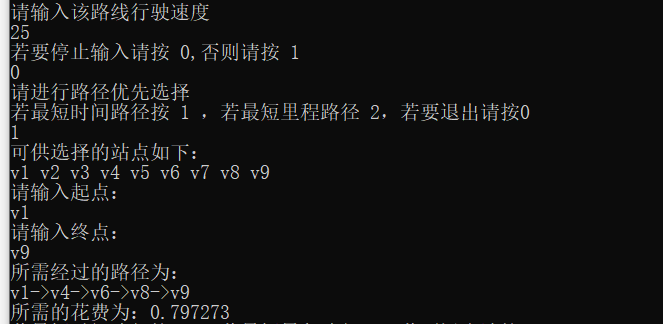 请输入该路线行驶速度
25
若要停止输入请按 0,否则请按 1
0
请进行路径优先选择
若最短时间路径按 1 ，若最短里程路径 2，若要退出请按0
1
可供选择的站点如下：
v1 v2 v3 v4 v5 v6 v7 v8 v9
请输入起点：
v1
请输入终点：
v9
所需经过的路径为：
v1->v4->v6->v8->v9
所需的花费为：0.797273